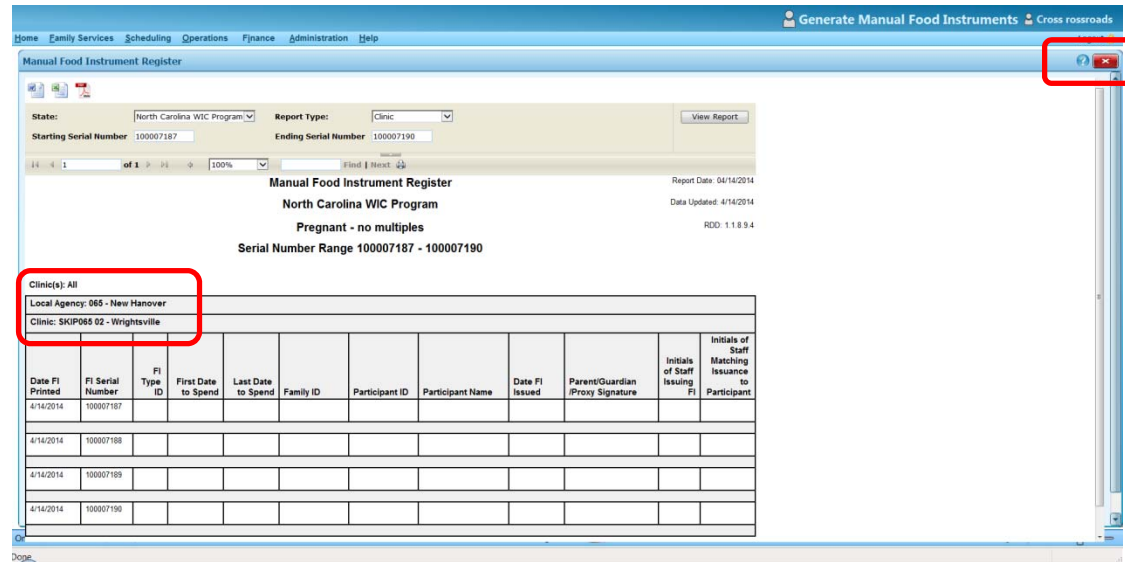 Generate Manual Food Instruments Cross rossroads
Home Family Services Scheduling Operations Finance Administration Help
Manual Food Instrument Register
State: North Carolina WIC Program Report Type: Clinic View Report
Starting Serial Number 100007187 Ending Serial Number 100007190
1 of 1 100% Find | Next
Manual Food Instrument Register Report Date: 04/14/2014
North Carolina WIC Program Data Updated: 4/14/2014
Pregnant - no multiples RDD: 1.1.8.9.4
Serial Number Range 100007187 - 100007190
Clinic(s): All
Local Agency: 065 - New Hanover
Clinic: SKIP065 02 - Wrightsville
Date FI Printed FI Serial Number FI Type ID First Date to Spend Last Date to Spend Family ID Participant ID Participant Name Date FI Issued Parent/Guardian /Proxy Signature Initials of Staff Issuing FI Initials of Staff Matching Issuance to Participant
4/14/2014 100007187
4/14/2014 100007188
4/14/2014 100007189
4/14/2014 100007190
Done